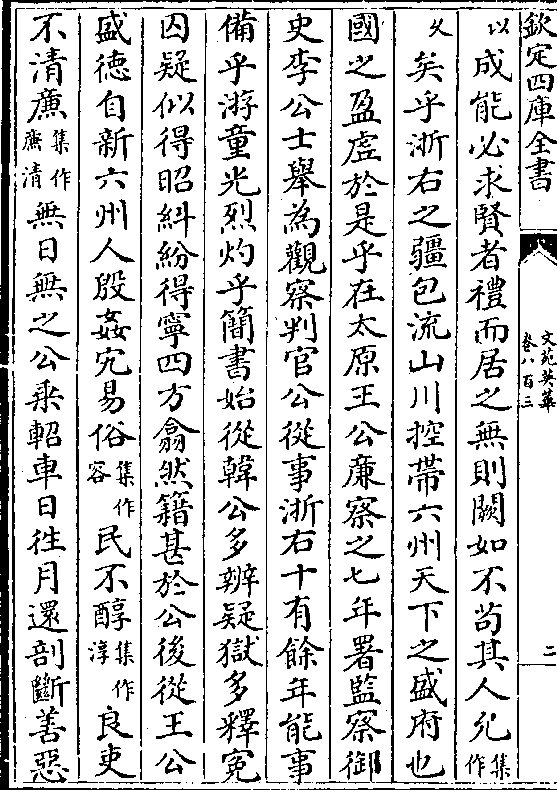 欽定四庫全書
文苑英華
卷八百三
二
以成能必求賢者禮而居之無則闕如不茍其人允集作
久矣乎浙右之疆包流山川控帶六州天下之盛府也
國之盈虚於是乎在太原王公廉察之七年署監察御
史李公士舉為觀察判官公從事浙右十有餘年能事
備乎游童光烈灼乎簡書始從韓公多辨疑獄多釋寃
囚疑似得昭糾紛得寧四方翕然籍甚於公後從王公
盛德自新六州人殷姦宄易俗集作容民不醇集作淳良吏
不清廉集作廉清無日無之公乗軺車日往月還剖斷善惡